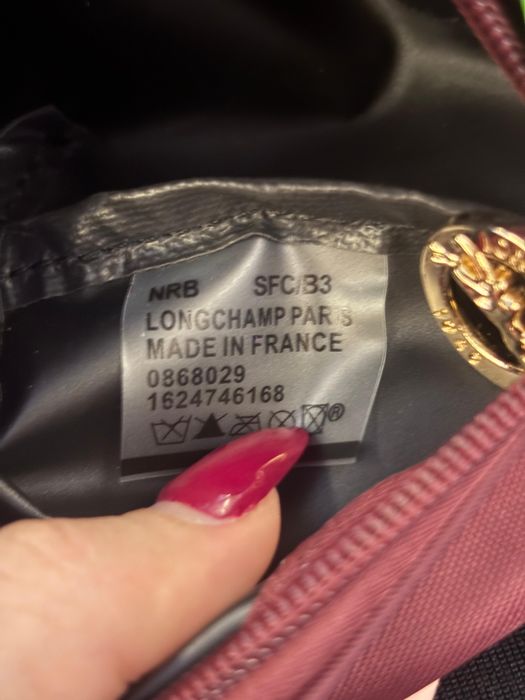 NRB SFC/B3
LONGCHAMP PARIS
MADE IN FRANCE
0868029
1624746168
®